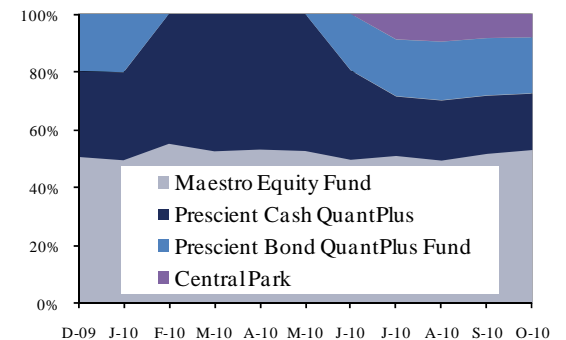 100%
80%
60%
40%
20%
0%
Maestro Equity Fund
Prescient Cash QuantPlus
Prescient Bond QuantPlus Fund
Central Park
D-09 J-10 F-10 M-10 A-10 M-10 J-10 J-10 A-10 S-10 O-10